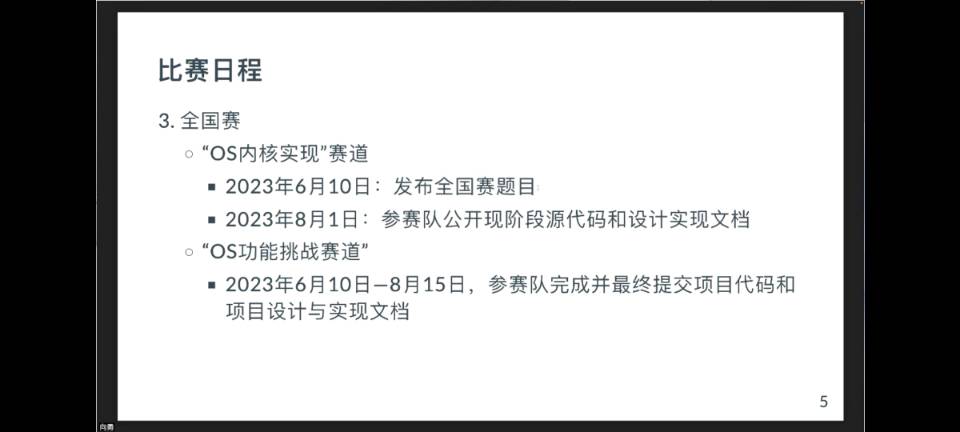 比赛日程
3. 全国赛
○ “OS内核实现”赛道
▪ 2023年6月10日：发布全国赛题目
▪ 2023年8月1日：参赛队公开现阶段源代码和设计实现文档
○ “OS功能挑战赛道”
▪ 2023年6月10日—8月15日，参赛队完成并最终提交项目代码和
项目设计与实现文档
5
向勇